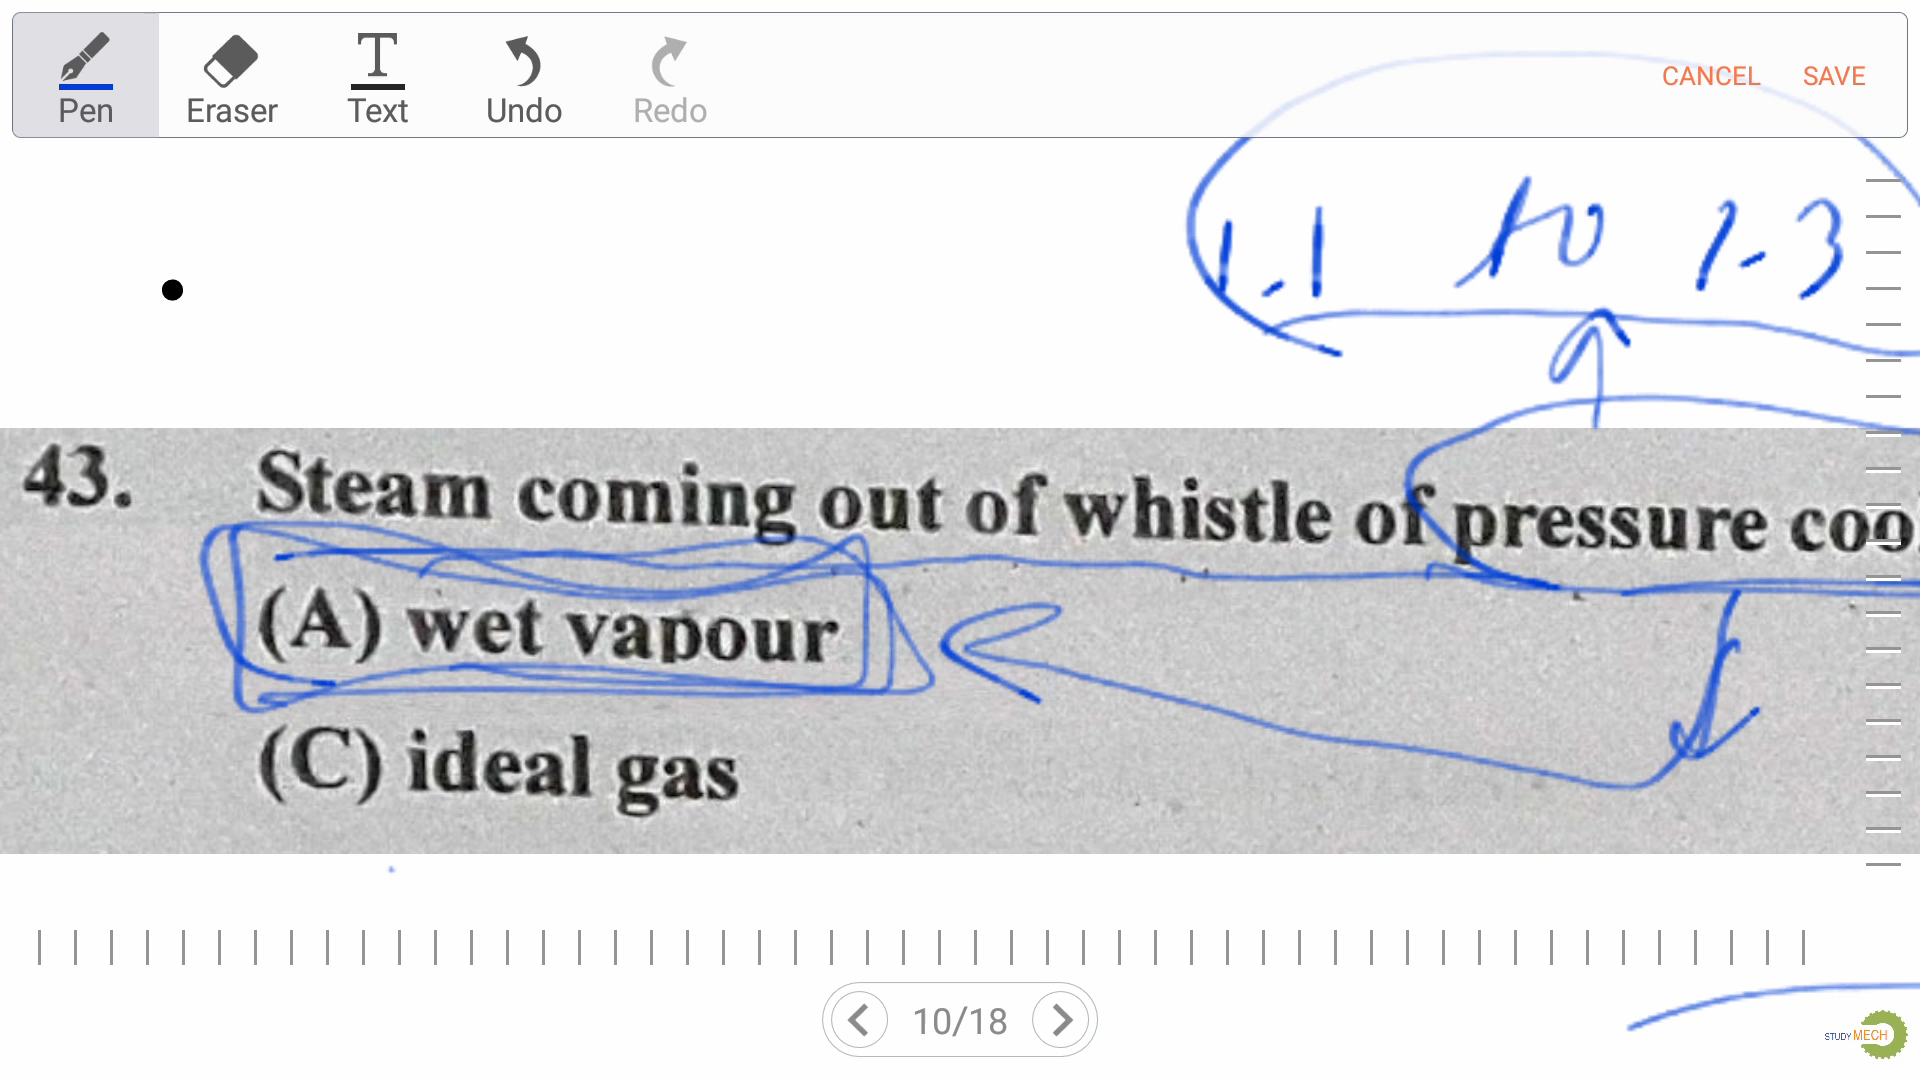 Pen Eraser Text Undo Redo CANCEL SAVE
1.1 to 1.3
43. Steam coming out of whistle of pressure coo
(A) wet vapour
(C) ideal gas
10/18
STUDY MECH